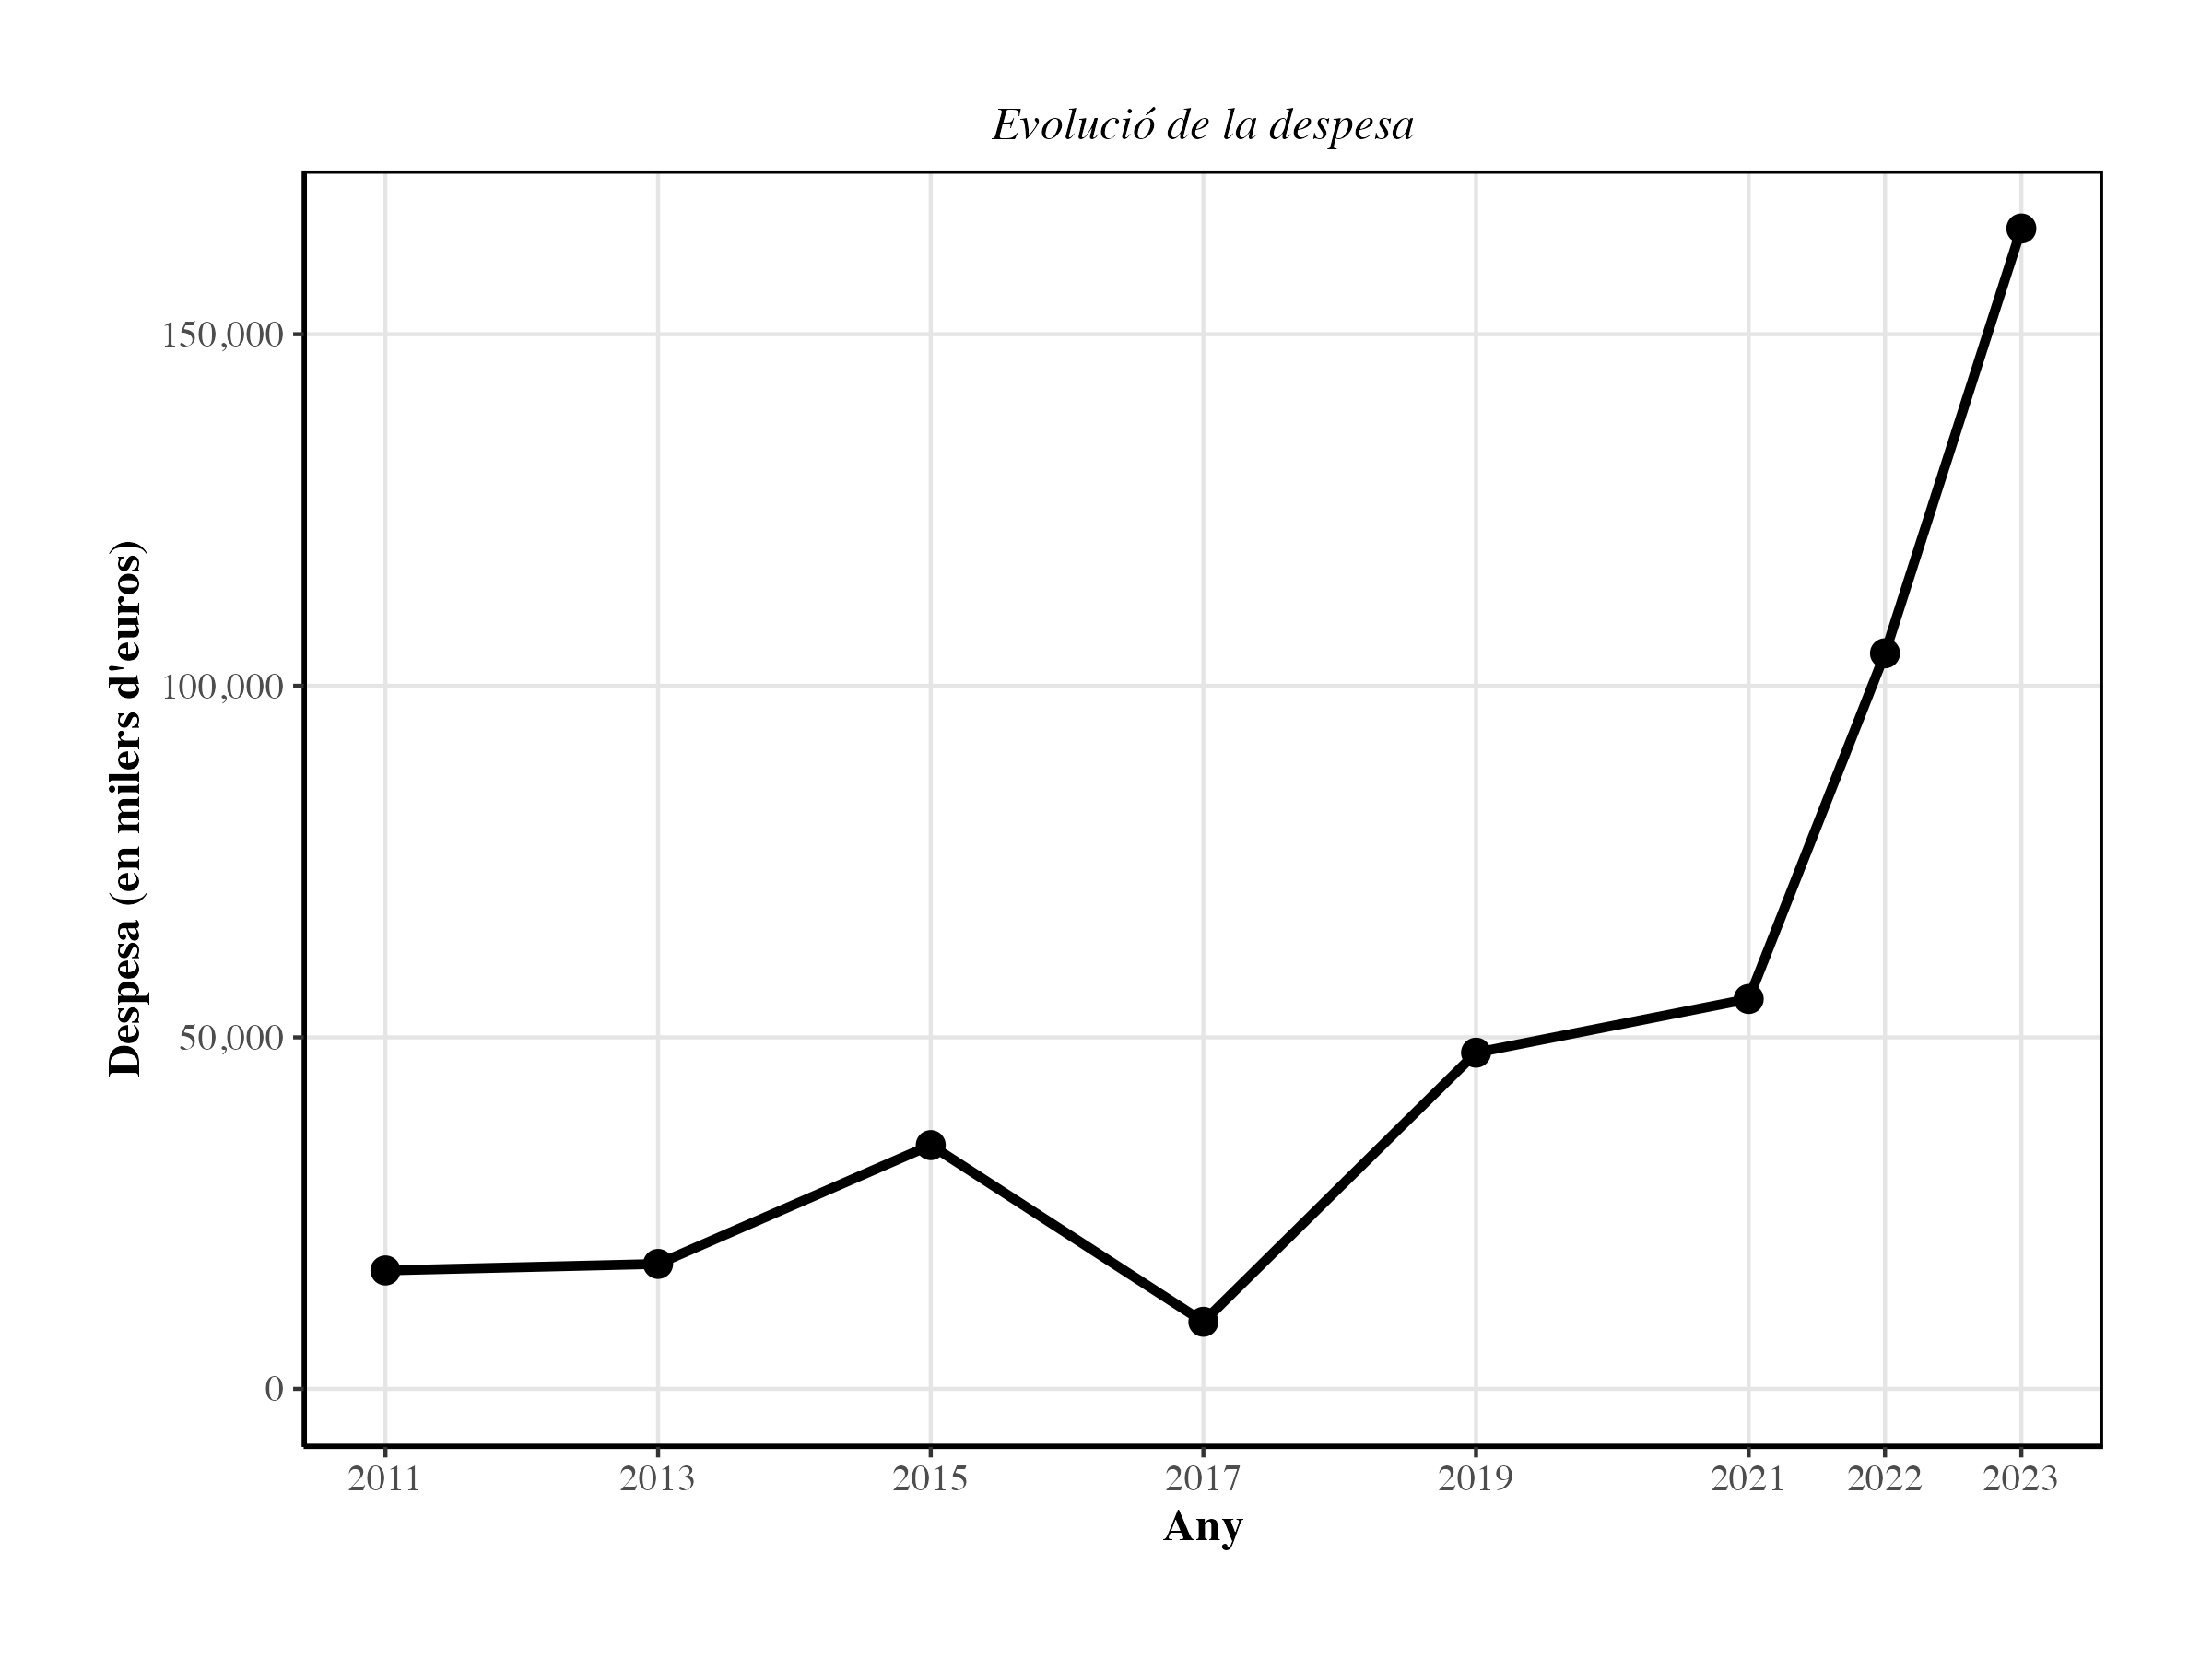 Evolució de la despesa
Despesa (en milers d'euros)
150,000
100,000
50,000
0
2011 2013 2015 2017 2019 2021 2022 2023
Any